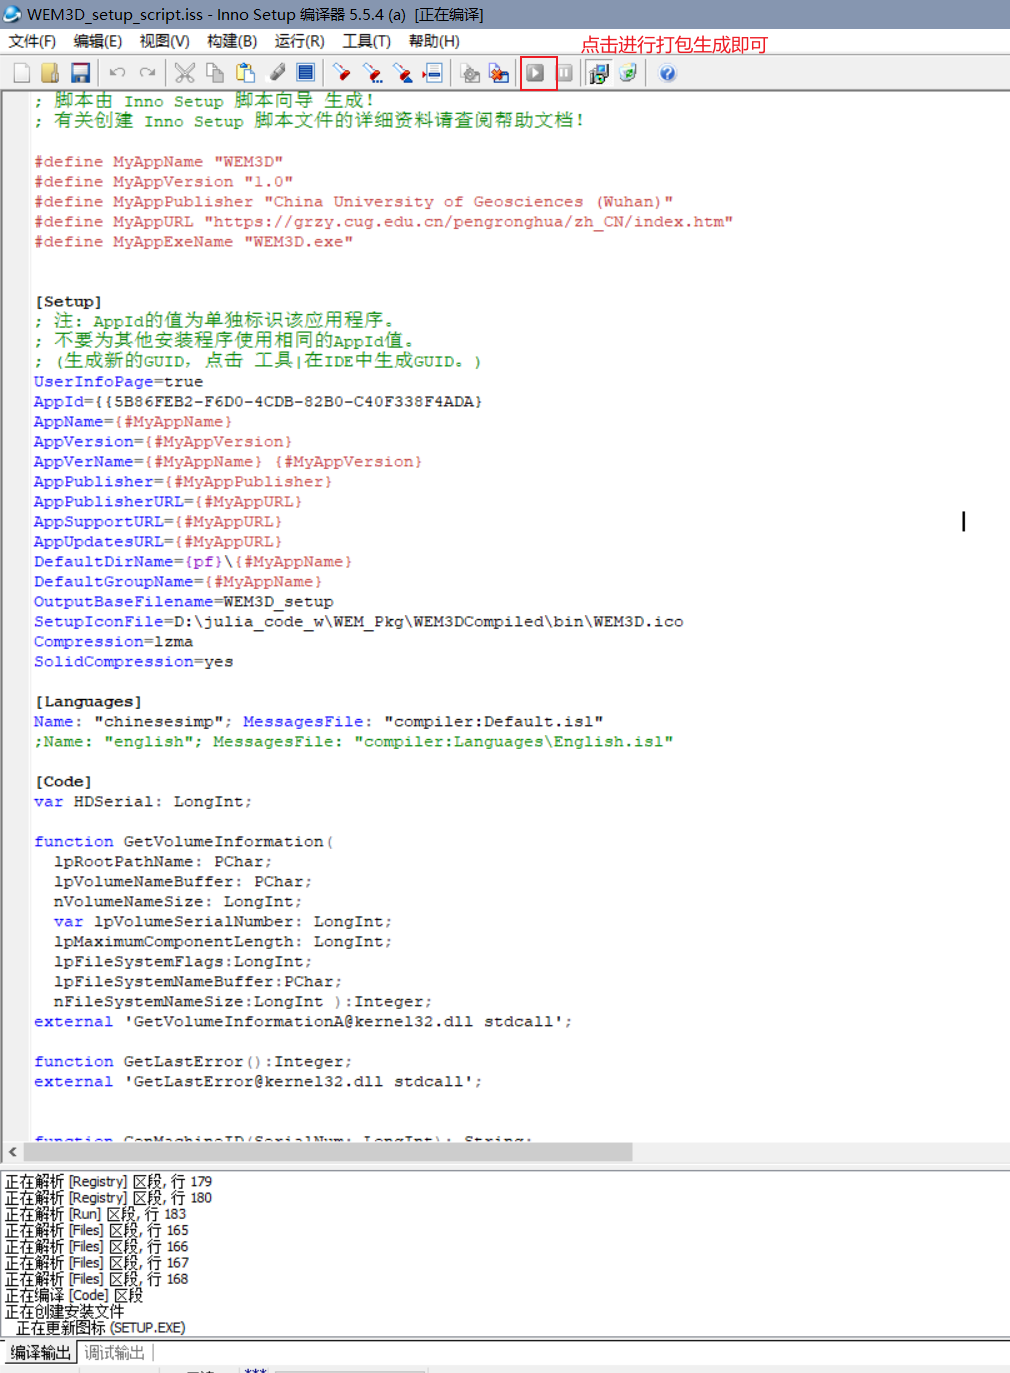 WEM3D_setup_script.iss - Inno Setup 编译器 5.5.4 (a)  [正在编译]
文件(F) 编辑(E) 视图(V) 构建(B) 运行(R) 工具(T) 帮助(H)
点击进行打包生成即可
; 脚本由 Inno Setup 脚本向导 生成!
; 有关创建 Inno Setup 脚本文件的详细资料请查阅帮助文档!
#define MyAppName "WEM3D"
#define MyAppVersion "1.0"
#define MyAppPublisher "China University of Geosciences (Wuhan)"
#define MyAppURL "https://grzy.cug.edu.cn/pengronghua/zh_CN/index.htm"
#define MyAppExeName "WEM3D.exe"
[Setup]
; 注: AppId的值为单独标识该应用程序。
; 不要为其他安装程序使用相同的AppId值。
; (生成新的GUID, 点击 工具|在IDE中生成GUID。)
UserInfoPage=true
AppId={{5B86FEB2-F6D0-4CDB-82B0-C40F338F4ADA}
AppName={#MyAppName}
AppVersion={#MyAppVersion}
AppVerName={#MyAppName} {#MyAppVersion}
AppPublisher={#MyAppPublisher}
AppPublisherURL={#MyAppURL}
AppSupportURL={#MyAppURL}
AppUpdatesURL={#MyAppURL}
DefaultDirName={pf}\{#MyAppName}
DefaultGroupName={#MyAppName}
OutputBaseFilename=WEM3D_setup
SetupIconFile=D:\julia_code_w\WEM_Pkg\WEM3DCompiled\bin\WEM3D.ico
Compression=lzma
SolidCompression=yes
[Languages]
Name: "chinesesimp"; MessagesFile: "compiler:Default.isl"
;Name: "english"; MessagesFile: "compiler:Languages\English.isl"
[Code]
var HDSerial: LongInt;
function GetVolumeInformation(
lpRootPathName: PChar;
lpVolumeNameBuffer: PChar;
nVolumeNameSize: LongInt;
var lpVolumeSerialNumber: LongInt;
lpMaximumComponentLength: LongInt;
lpFileSystemFlags:LongInt;
lpFileSystemNameBuffer:PChar;
nFileSystemNameSize:LongInt ):Integer;
external 'GetVolumeInformationA@kernel32.dll stdcall';
function GetLastError():Integer;
external 'GetLastError@kernel32.dll stdcall';
正在解析 [Registry] 区段, 行 179
正在解析 [Registry] 区段, 行 180
正在解析 [Run] 区段, 行 183
正在解析 [Files] 区段, 行 165
正在解析 [Files] 区段, 行 166
正在解析 [Files] 区段, 行 167
正在解析 [Files] 区段, 行 168
正在编译 [Code] 区段
正在创建安装文件
正在更新图标 (SETUP.EXE)
编译输出 调试输出